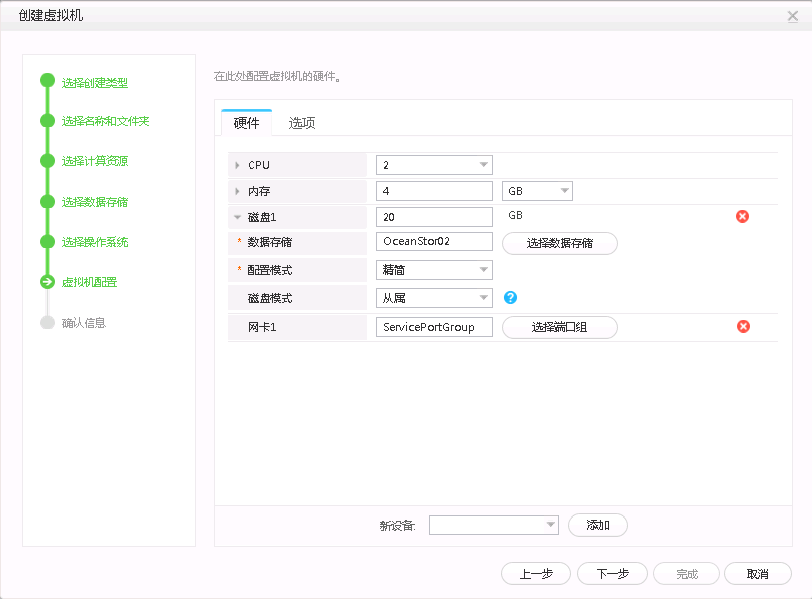 创建虚拟机
选择创建类型
选择名称和文件夹
选择计算资源
选择数据存储
选择操作系统
虚拟机配置
确认信息
在此处配置虚拟机的硬件。
硬件 选项
CPU 2
内存 4 GB
磁盘1 20 GB
* 数据存储 OceanStor02 选择数据存储
* 配置模式 精简
磁盘模式 从属 ?
网卡1 ServicePortGroup 选择端口组
新设备: 添加
上一步 下一步 完成 取消